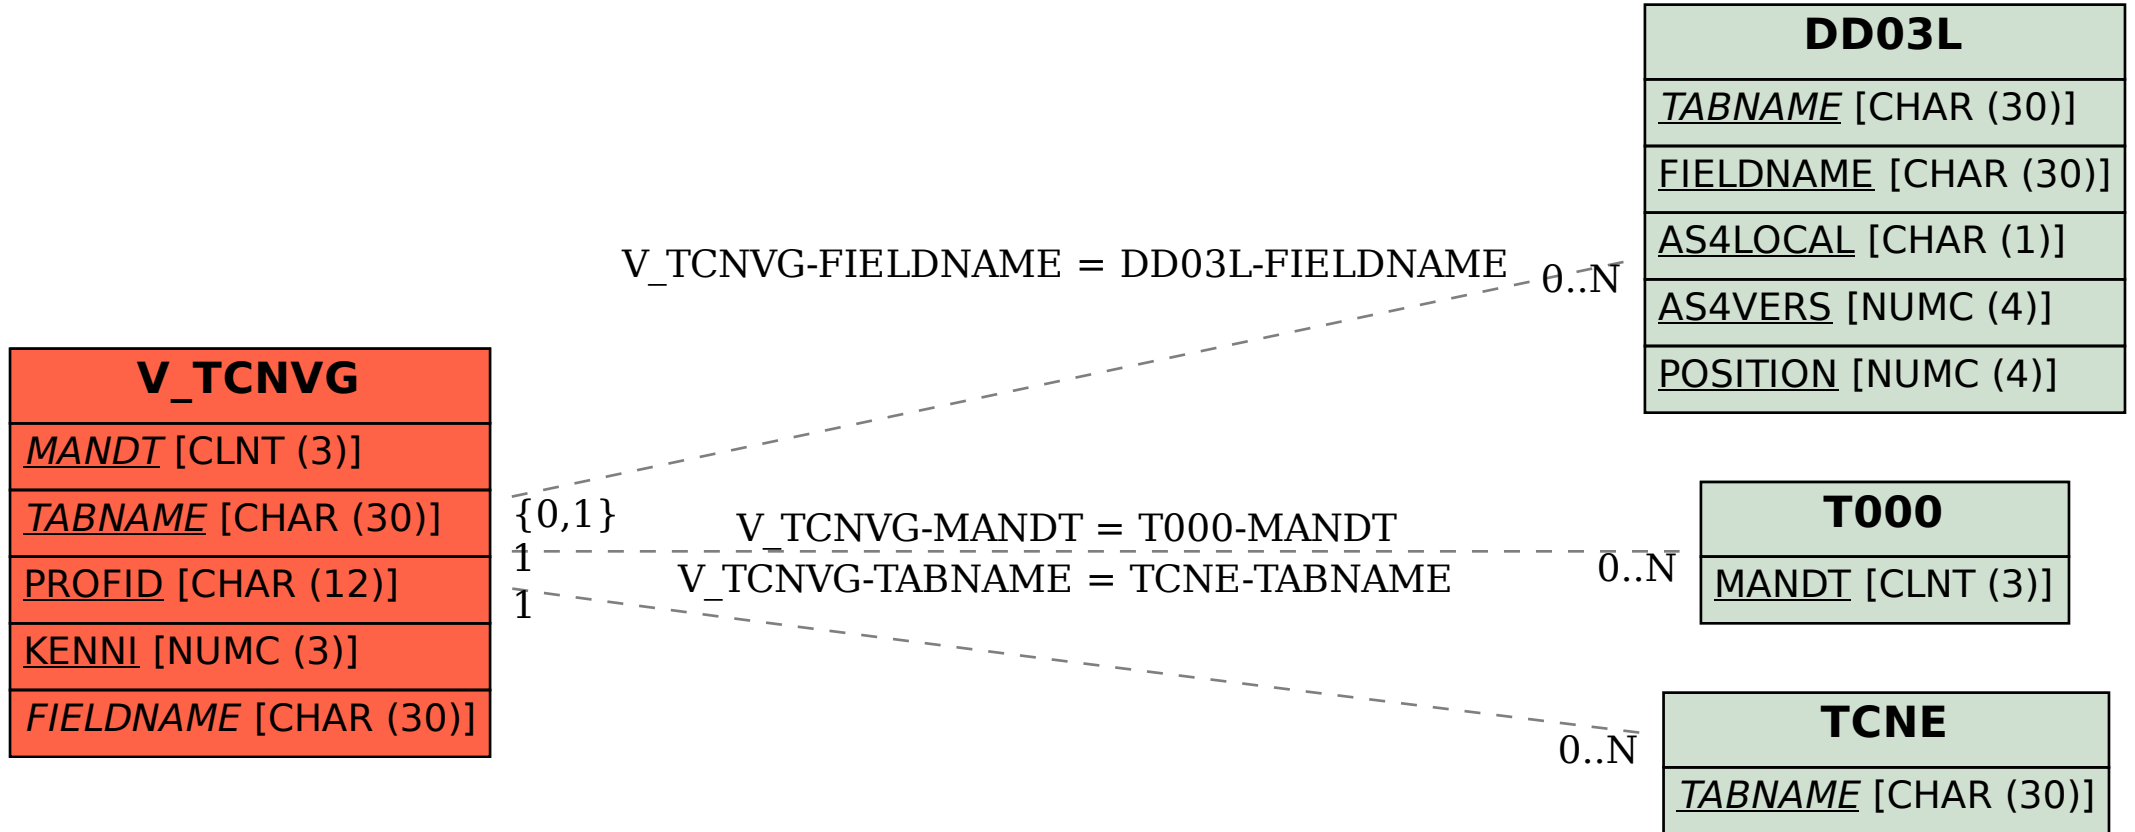 DD03L
TABNAME [CHAR (30)]
FIELDNAME [CHAR (30)]
AS4LOCAL [CHAR (1)]
AS4VERS [NUMC (4)]
POSITION [NUMC (4)]
V_TCNVG-FIELDNAME = DD03L-FIELDNAME
0..N
V_TCNVG
MANDT [CLNT (3)]
TABNAME [CHAR (30)]
PROFID [CHAR (12)]
KENNI [NUMC (3)]
FIELDNAME [CHAR (30)]
{0,1}
V_TCNVG-MANDT = T000-MANDT
1
0..N
V_TCNVG-TABNAME = TCNE-TABNAME
1
0..N
T000
MANDT [CLNT (3)]
TCNE
TABNAME [CHAR (30)]